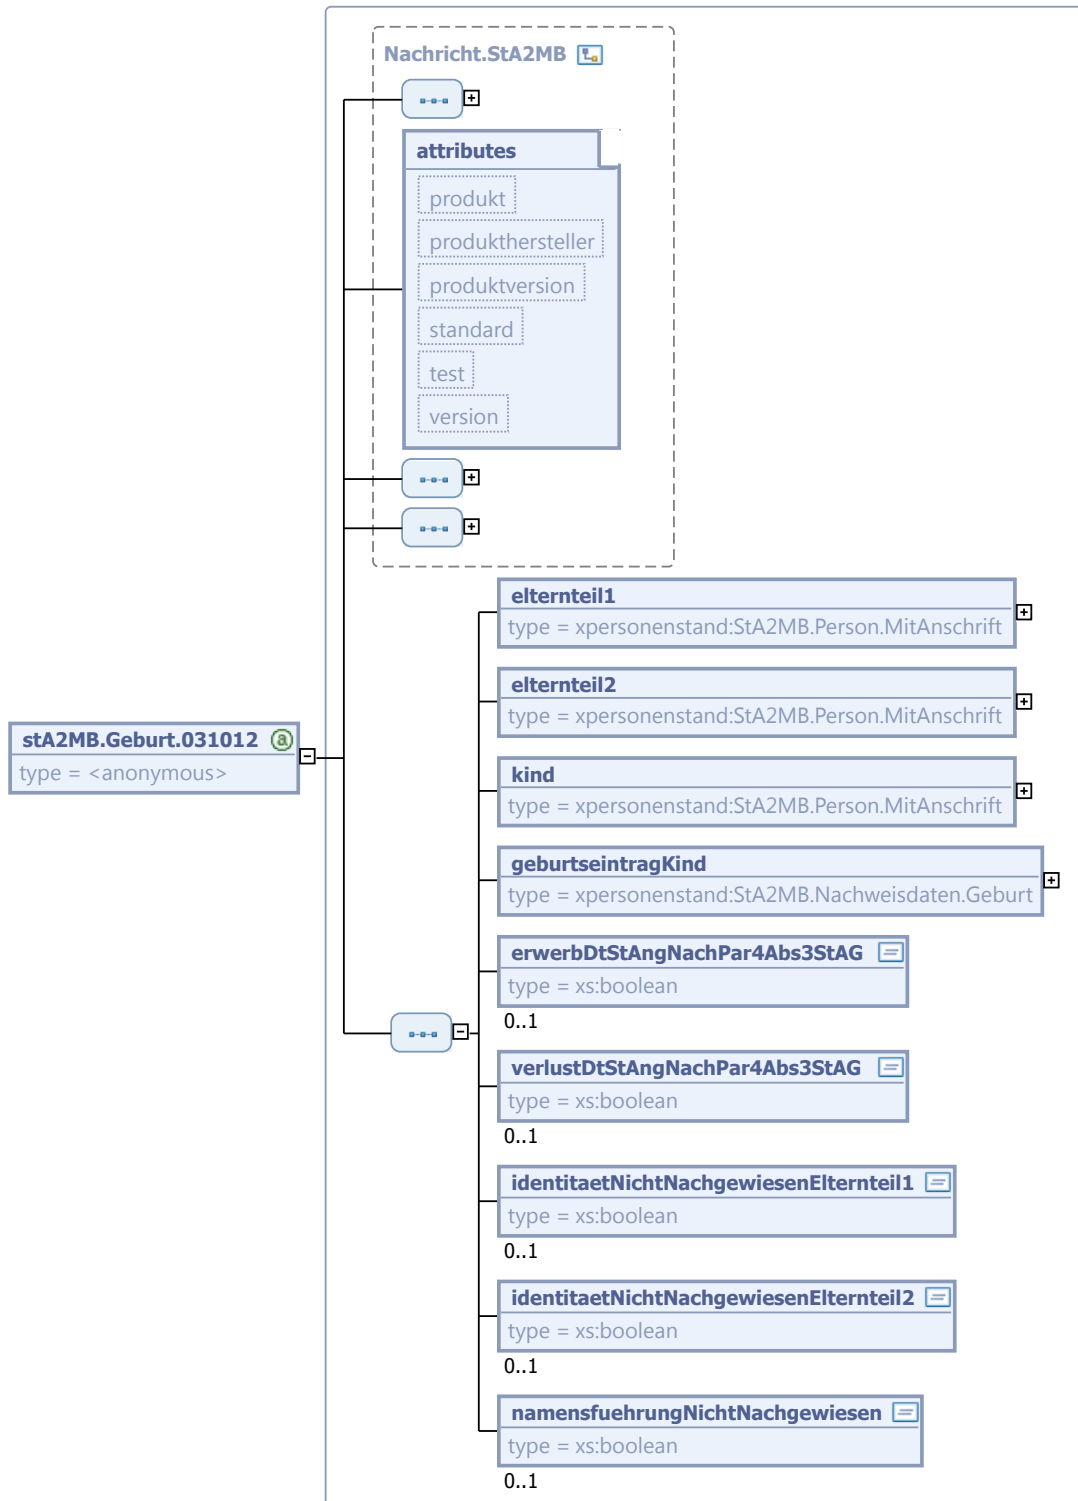 Nachricht.StA2MB
attributes
produkt
produkthersteller
produktversion
standard
test
version
elternteil1
type = xpersonenstand:StA2MB.Person.MitAnschrift
elternteil2
type = xpersonenstand:StA2MB.Person.MitAnschrift
stA2MB.Geburt.031012
type = <anonymous>
kind
type = xpersonenstand:StA2MB.Person.MitAnschrift
geburtseintragKind
type = xpersonenstand:StA2MB.Nachweisdaten.Geburt
erwerbDtStAngNachPar4Abs3StAG
type = xs:boolean
0..1
verlustDtStAngNachPar4Abs3StAG
type = xs:boolean
0..1
identitaetNichtNachgewiesenElternteil1
type = xs:boolean
0..1
identitaetNichtNachgewiesenElternteil2
type = xs:boolean
0..1
namensfuehrungNichtNachgewiesen
type = xs:boolean
0..1